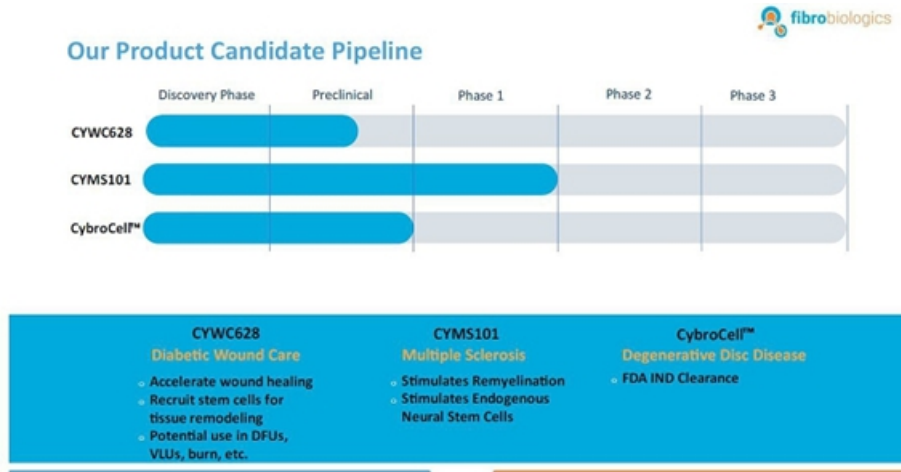 fibrobiologics
Our Product Candidate Pipeline
Discovery Phase Preclinical Phase 1 Phase 2 Phase 3
CYWC628
CYMS101
CybroCell™
CYWC628
Diabetic Wound Care
Accelerate wound healing
Recruit stem cells for
tissue remodeling
Potential use in DFUs,
VLUs, burn, etc.
CYMS101
Multiple Sclerosis
Stimulates Remyelination
Stimulates Endogenous
Neural Stem Cells
CybroCell™
Degenerative Disc Disease
FDA IND Clearance